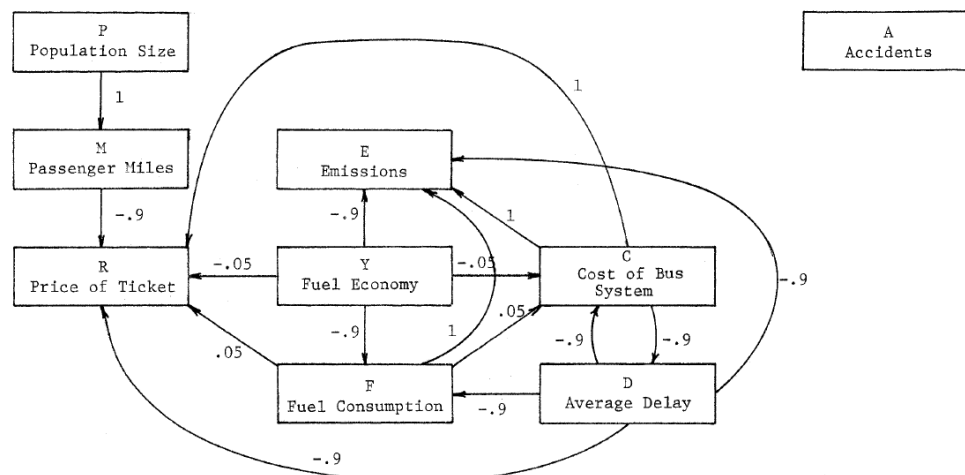 P
Population Size
A
Accidents
1
1
M
Passenger Miles
E
Emissions
-.9
-.9
1
R
Price of Ticket
-.05
Y
Fuel Economy
-.05
C
Cost of Bus
System
-.9
-.9
1
.05
.05
-.9
-.9
F
Fuel Consumption
-.9
D
Average Delay
-.9